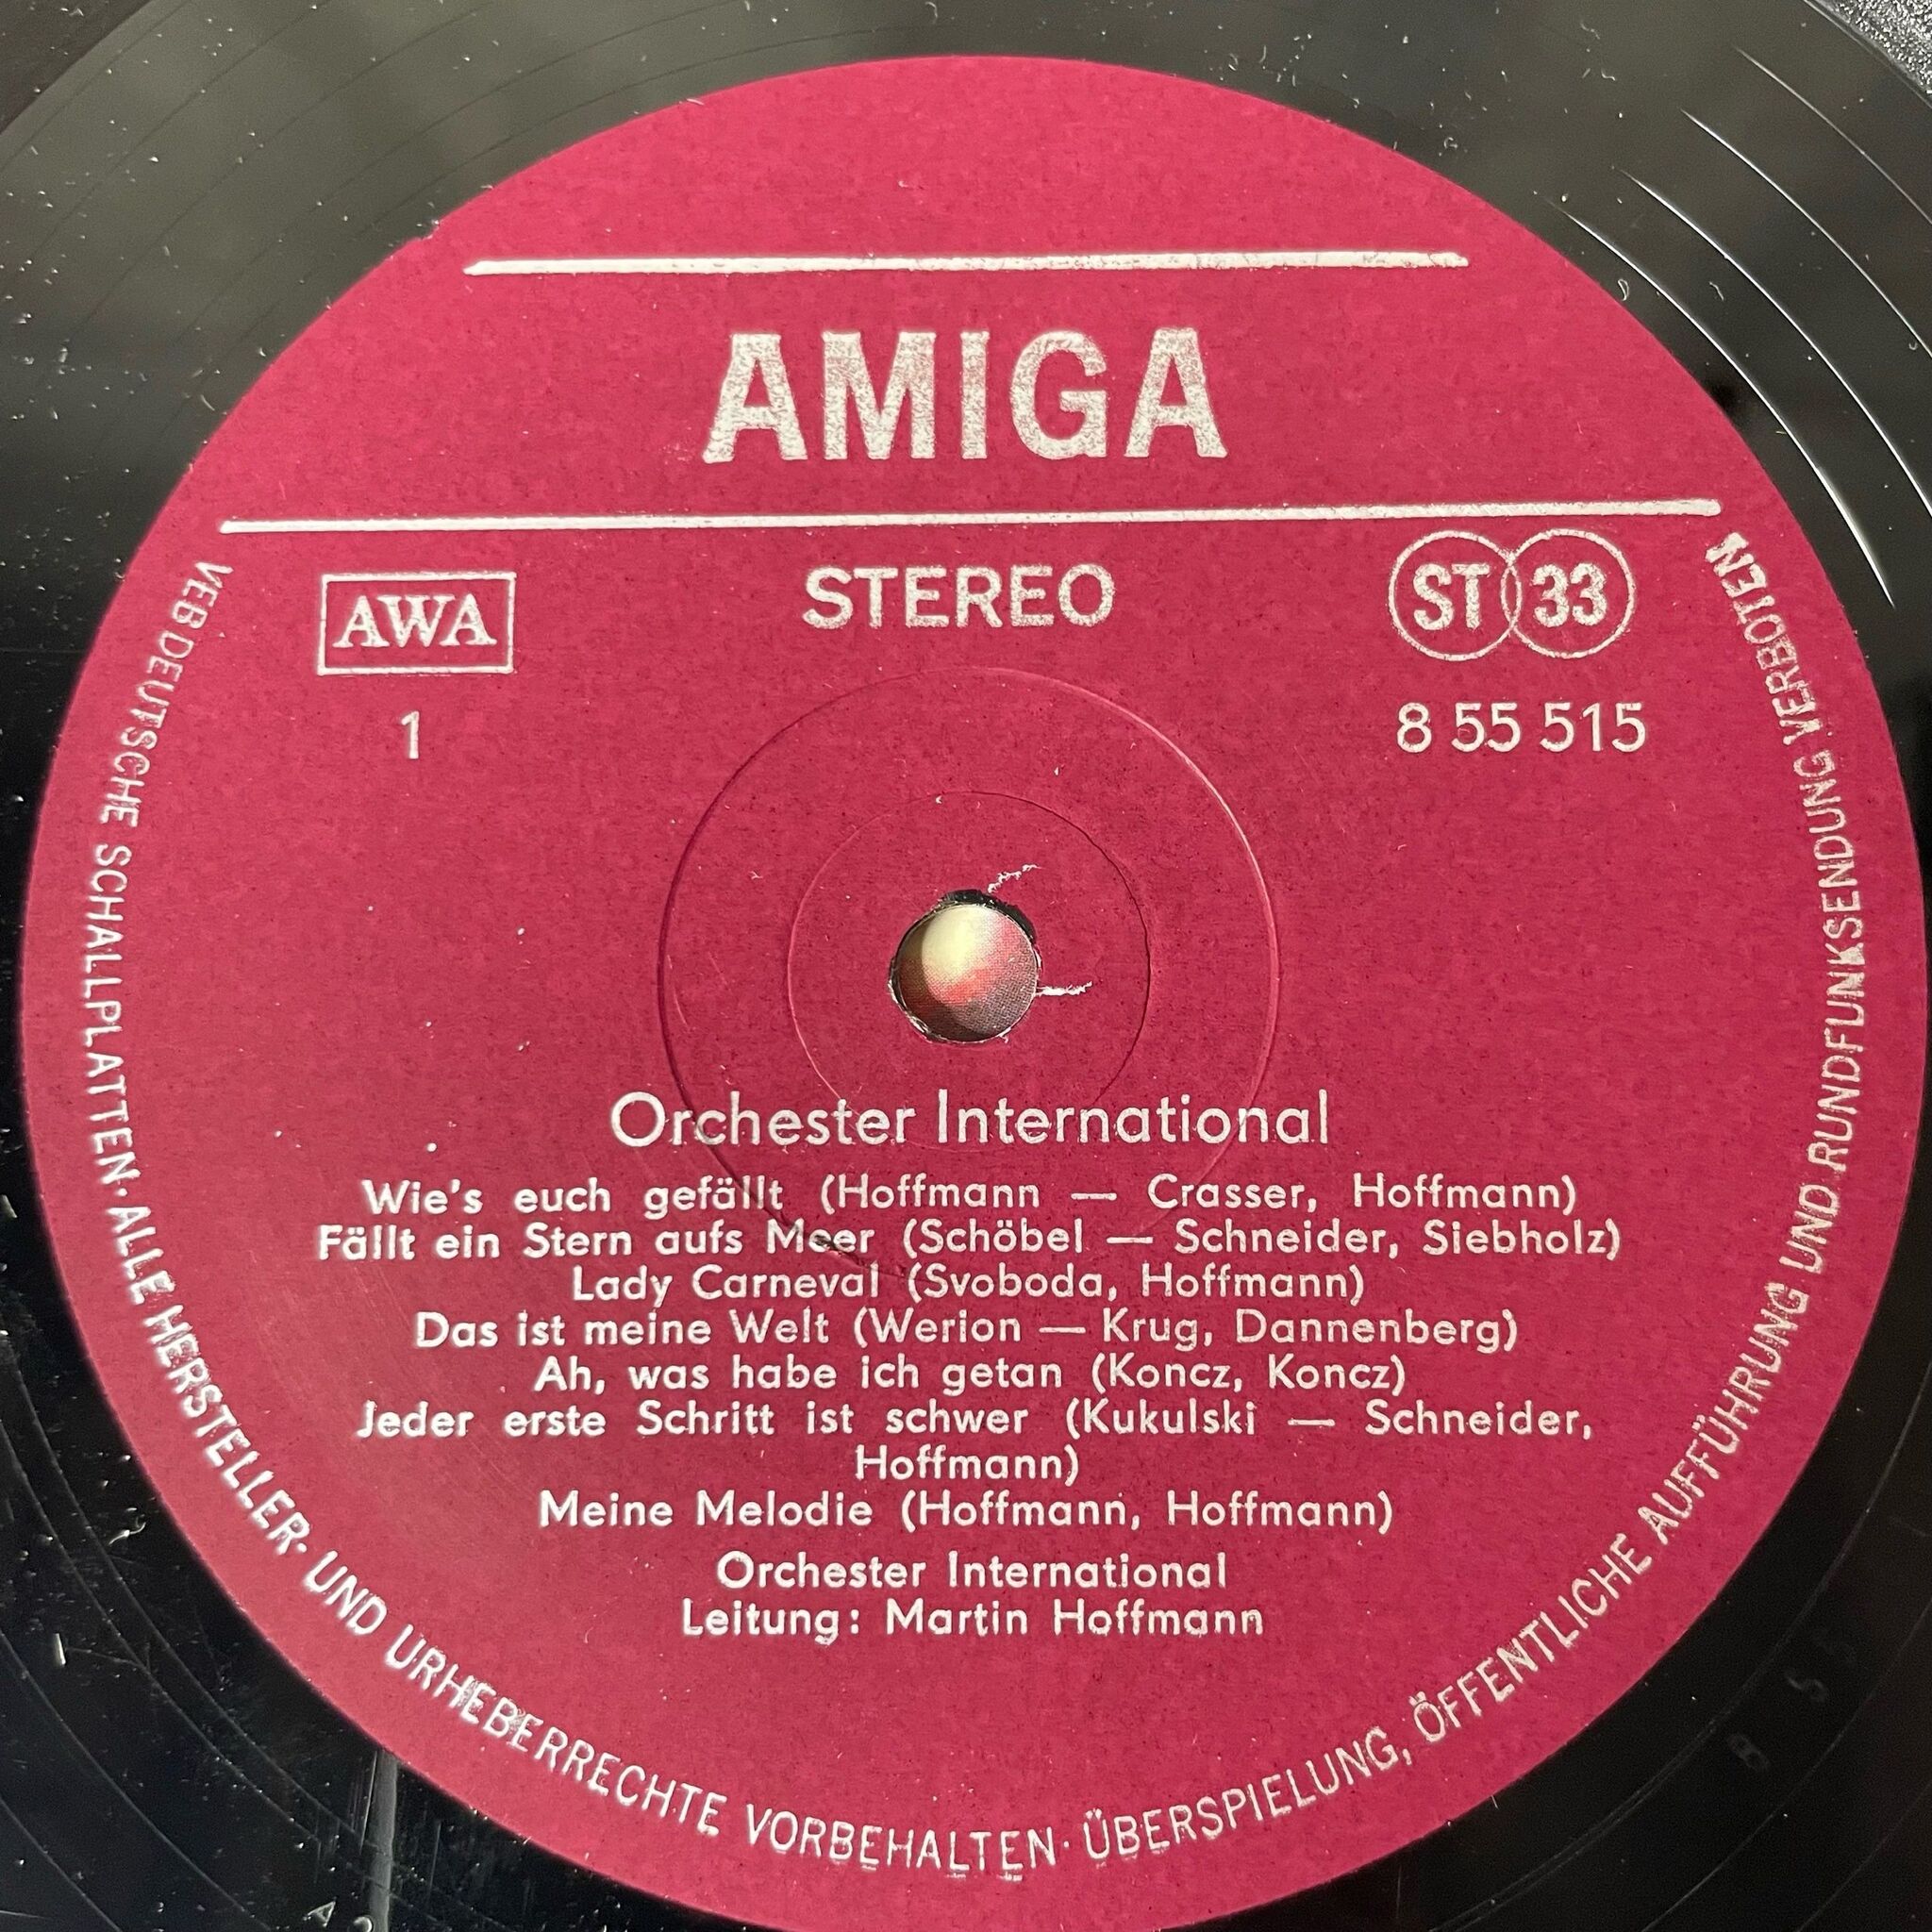 AMIGA
AWA
STEREO
ST 33
1
8 55 515
Orchester International
Wie's euch gefällt (Hoffmann — Crasser, Hoffmann)
Fällt ein Stern aufs Meer (Schöbel — Schneider, Siebholz)
Lady Carneval (Svoboda, Hoffmann)
Das ist meine Welt (Werion — Krug, Dannenberg)
Ah, was habe ich getan (Koncz, Koncz)
Jeder erste Schritt ist schwer (Kukulski — Schneider,
Hoffmann)
Meine Melodie (Hoffmann, Hoffmann)
Orchester International
Leitung: Martin Hoffmann
VEB DEUTSCHE SCHALLPLATTEN · ALLE HERSTELLER- UND URHEBERRECHTE VORBEHALTEN · ÜBERSPIELUNG, ÖFFENTLICHE AUFFÜHRUNG UND RUNDFUNKSENDUNG VERBOTEN